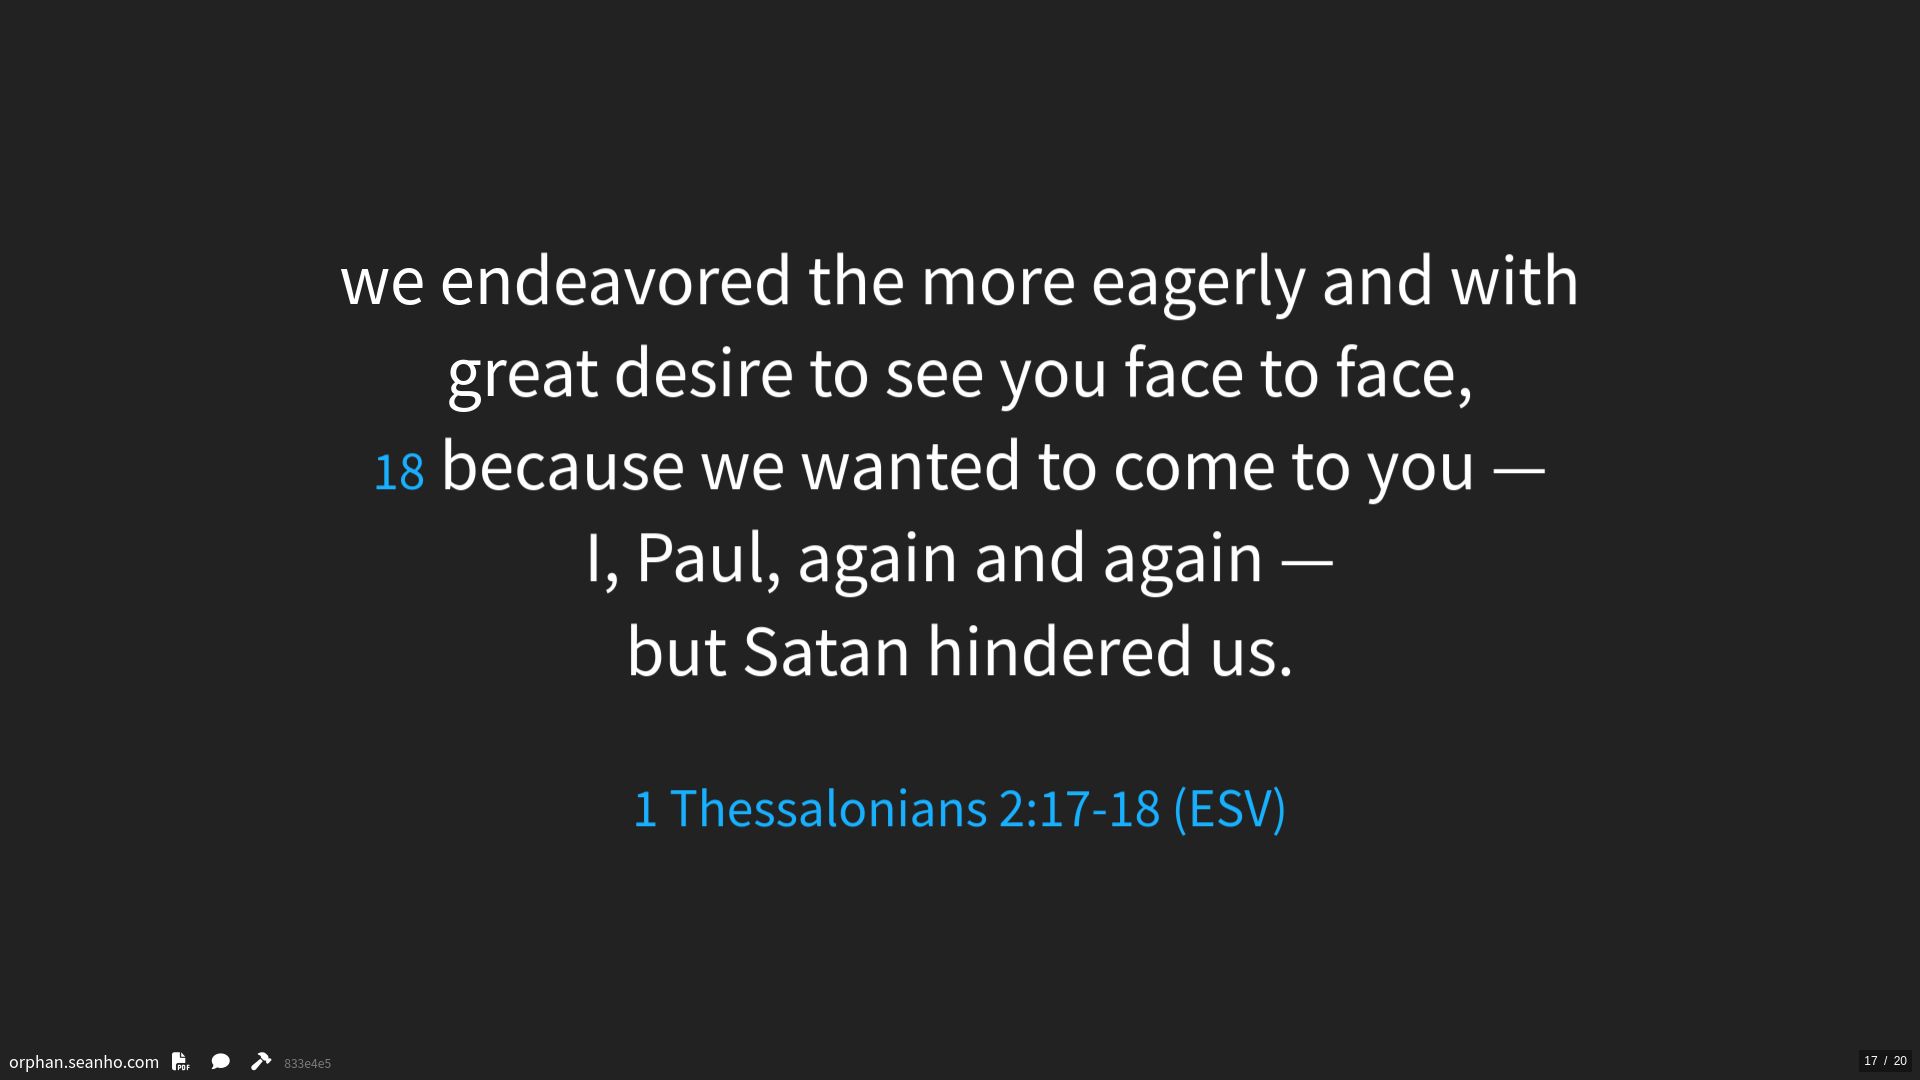 we endeavored the more eagerly and with
great desire to see you face to face,
18 because we wanted to come to you —
I, Paul, again and again —
but Satan hindered us.
1 Thessalonians 2:17-18 (ESV)
orphan.seanho.com PDF 833e4e5
17 / 20